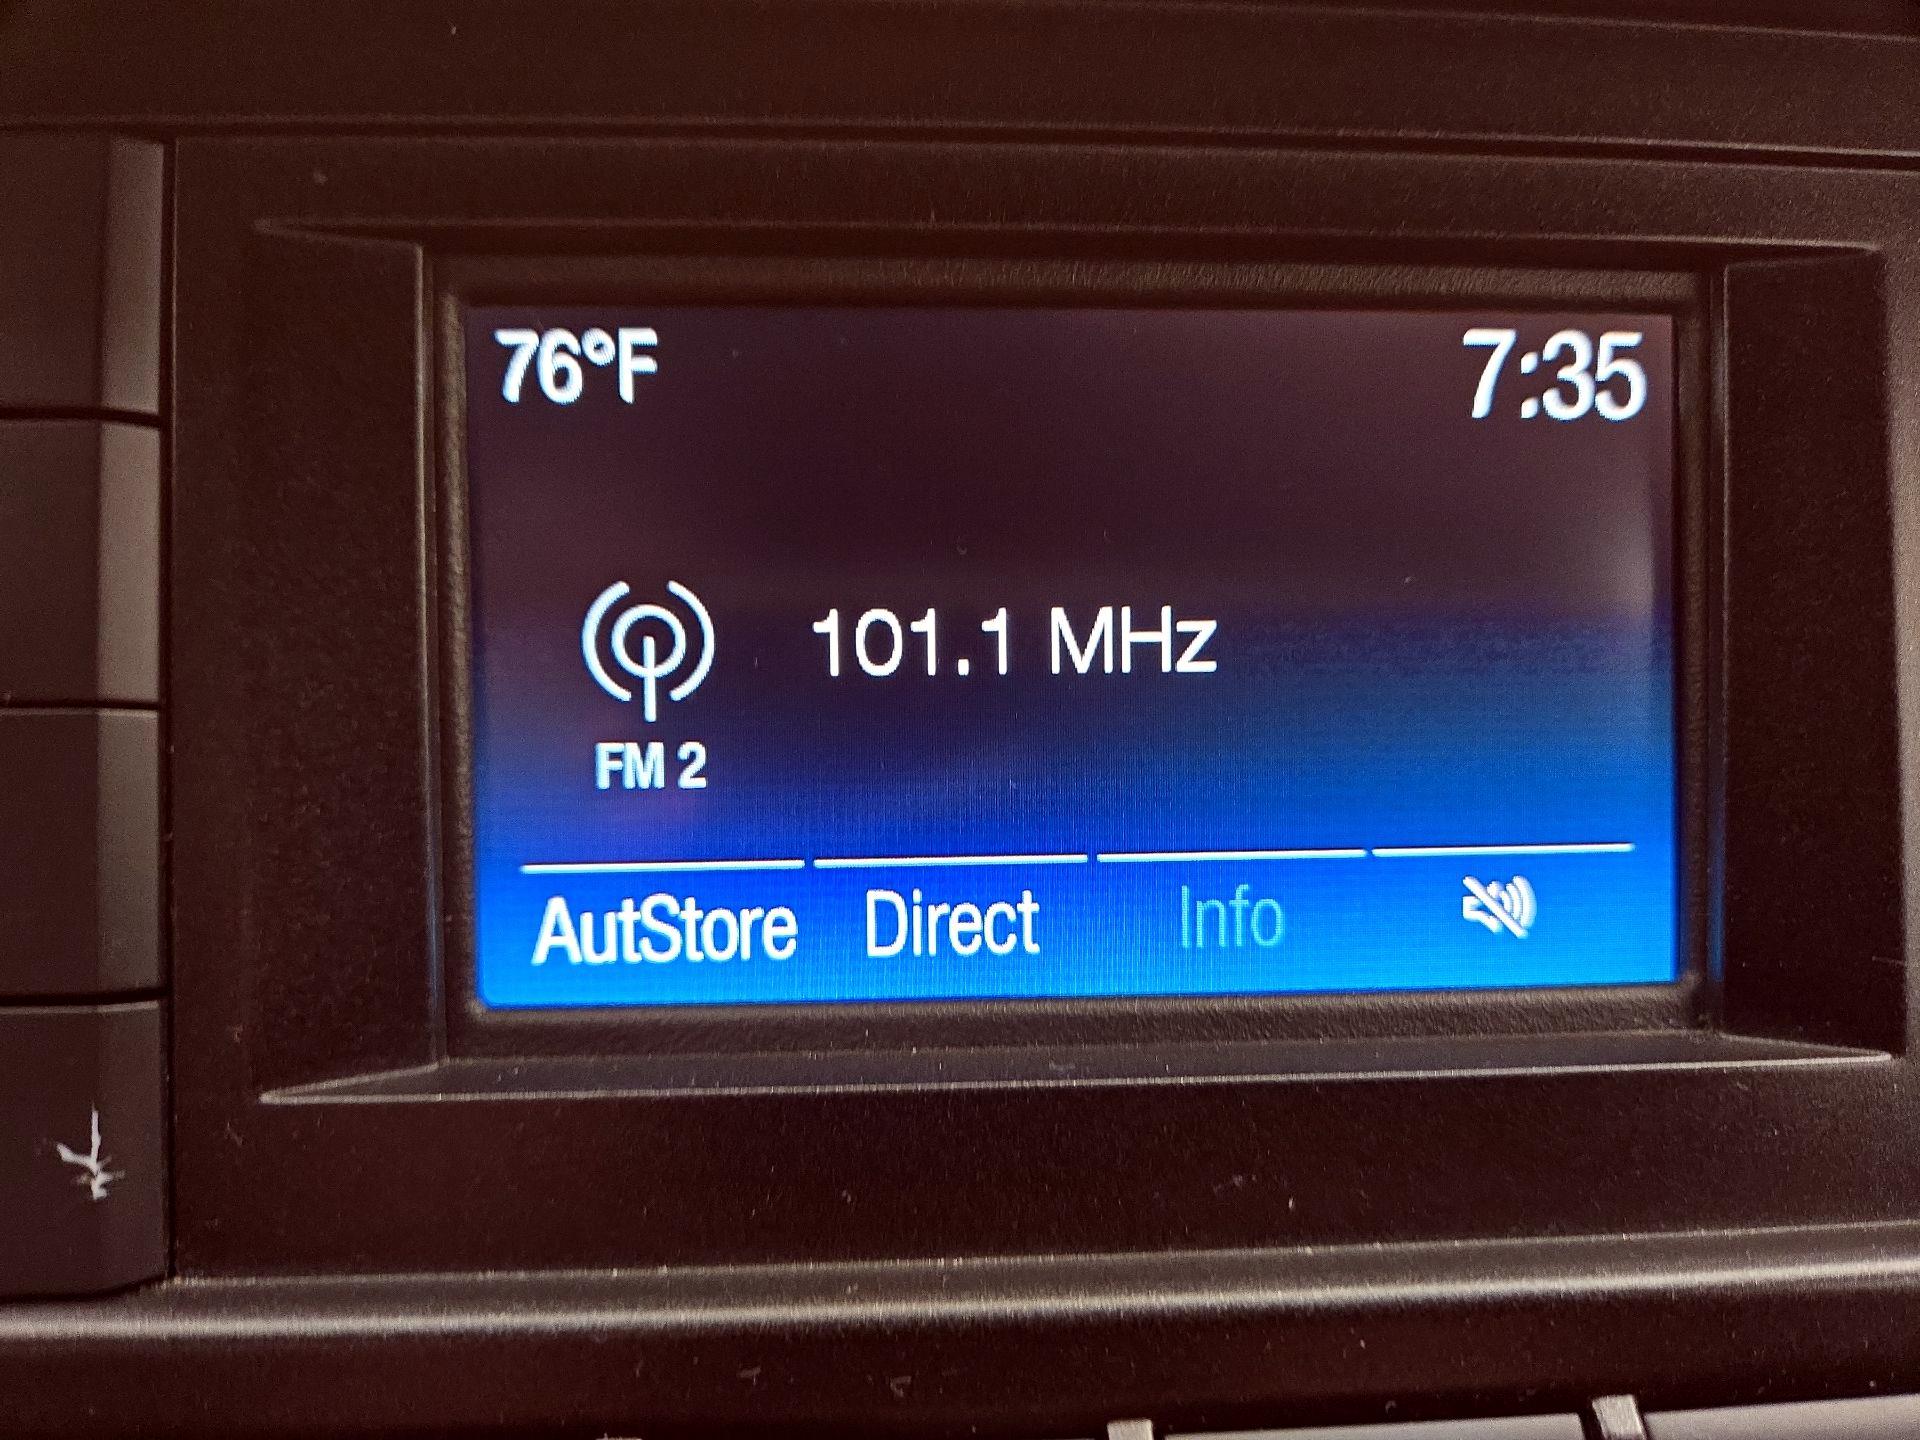 76°F 7:35
101.1 MHz
FM 2
AutStore Direct Info